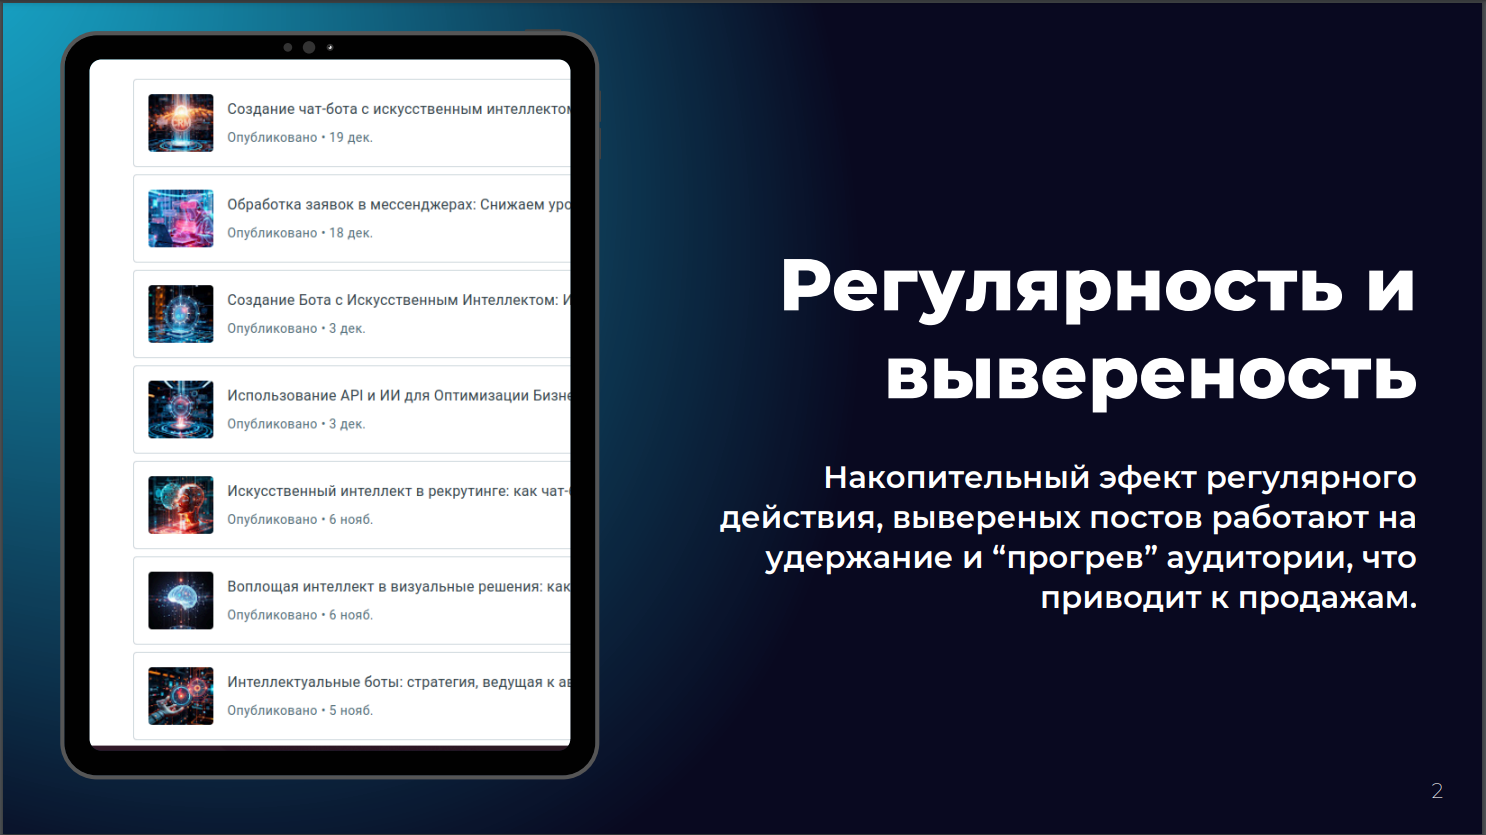 Создание чат-бота с искусственным интеллектом
Опубликовано • 19 дек.
Обработка заявок в мессенджерах: Снижаем уро
Опубликовано • 18 дек.
Создание Бота с Искусственным Интеллектом: И
Опубликовано • 3 дек.
Использование API и ИИ для Оптимизации Бизне
Опубликовано • 3 дек.
Искусственный интеллект в рекрутинге: как чат-
Опубликовано • 6 нояб.
Воплощая интеллект в визуальные решения: как
Опубликовано • 6 нояб.
Интеллектуальные боты: стратегия, ведущая к ав
Опубликовано • 5 нояб.
Регулярность и
вывереность
Накопительный эфект регулярного
действия, вывереных постов работают на
удержание и “прогрев” аудитории, что
приводит к продажам.
2